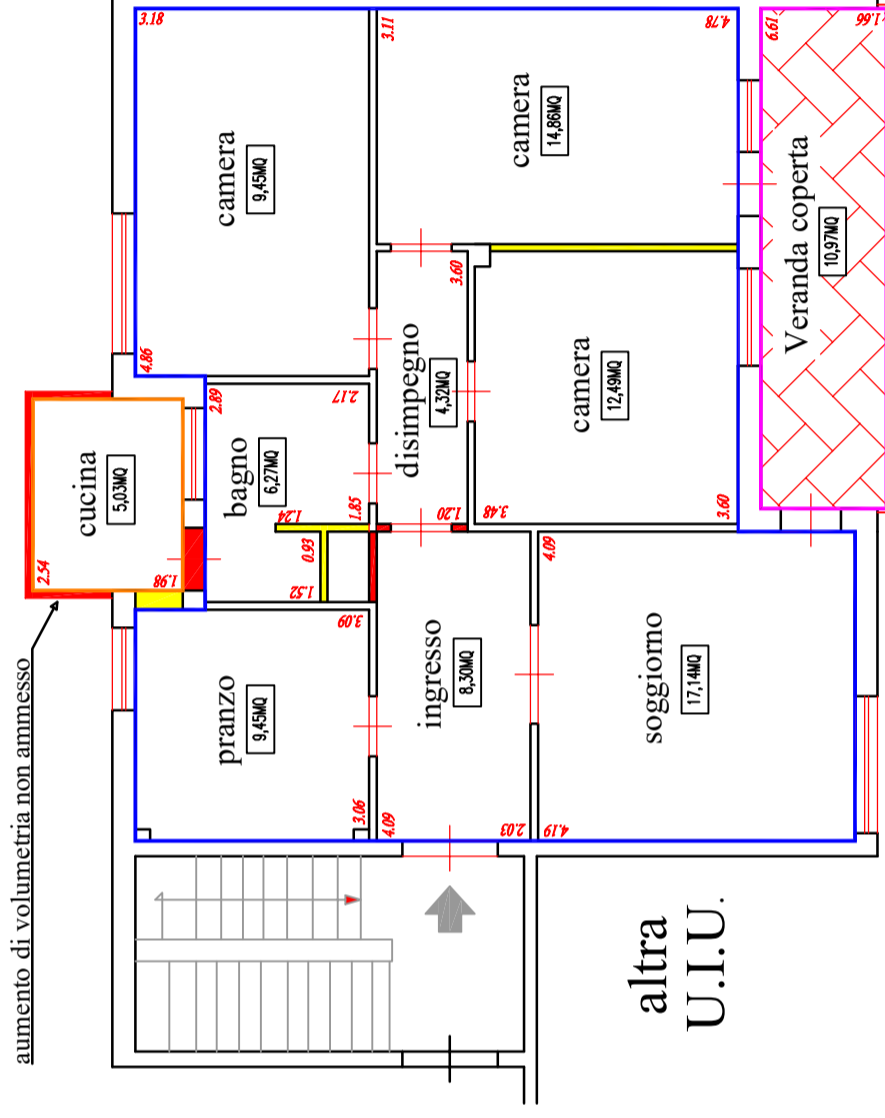 aumento di volumetria non ammesso
cucina
5,03MQ
2.54
1.98
pranzo
9,45MQ
3.09
3.06
bagno
6,27MQ
2.89
2.17
1.24
1.85
0.93
1.52
camera
9,45MQ
3.18
4.86
ingresso
8,30MQ
4.09
2.03
disimpegno
4,32MQ
3.60
1.20
camera
14,86MQ
3.11
4.78
soggiorno
17,14MQ
4.09
4.19
camera
12,49MQ
3.48
3.60
Veranda coperta
10,97MQ
6.61
1.66
altra
U.I.U.